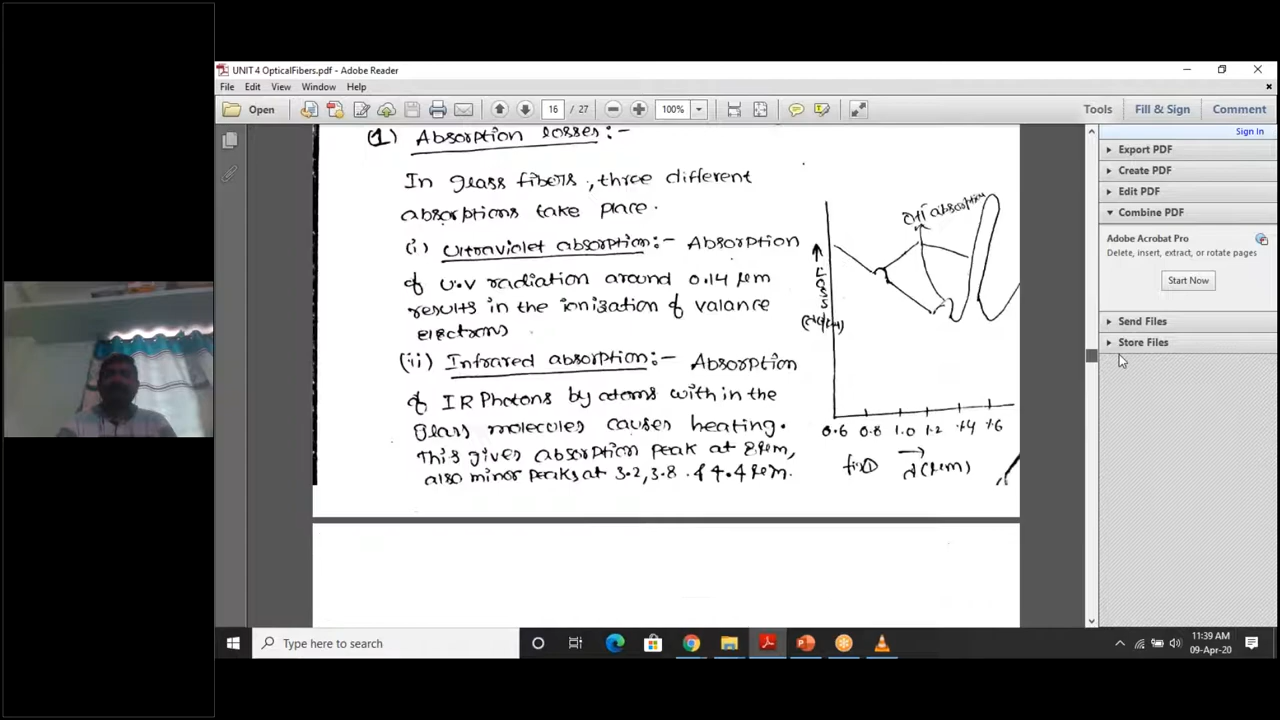 UNIT 4 OpticalFibers.pdf - Adobe Reader
File Edit View Window Help
Open 16 / 27 100% Tools Fill & Sign Comment
Sign In
Export PDF
Create PDF
Edit PDF
Combine PDF
Adobe Acrobat Pro
Delete, insert, extract, or rotate pages
Start Now
Send Files
Store Files
(1) Absorption losses:-
In glass fibers, three different
absorptions take place.
(i) Ultraviolet absorption:- Absorption
of U.V radiation around 0.14 μm
results in the ionization of valance
electrons
(ii) Infrared absorption:- Absorption
of IR Photons by atoms with in the
Glass molecules causes heating.
This gives absorption peak at 8μm,
also minor peaks at 3.2, 3.8 & 4.4 μm.
OH absorption
LOSS
0.6 0.8 1.0 1.2 1.4 1.6
λ(μm)
Type here to search
11:39 AM
09-Apr-20